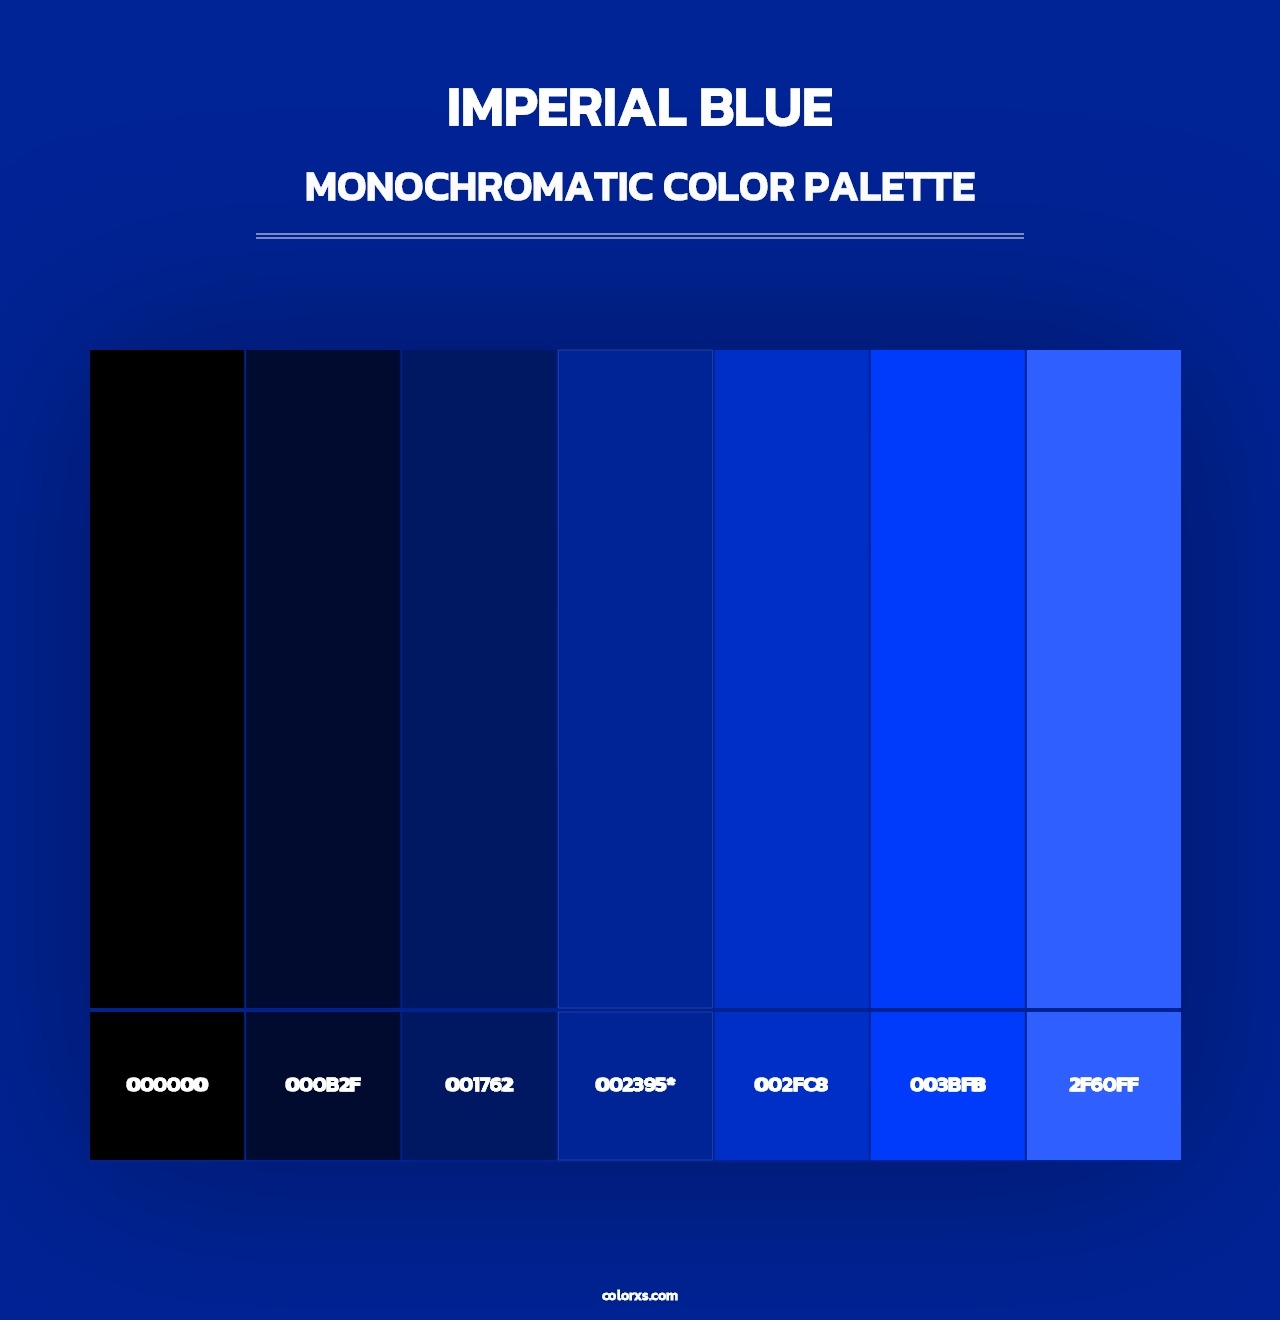 IMPERIAL BLUE
MONOCHROMATIC COLOR PALETTE
000000 000B2F 001762 002395* 002FC8 003BFB 2F60FF
colorxs.com